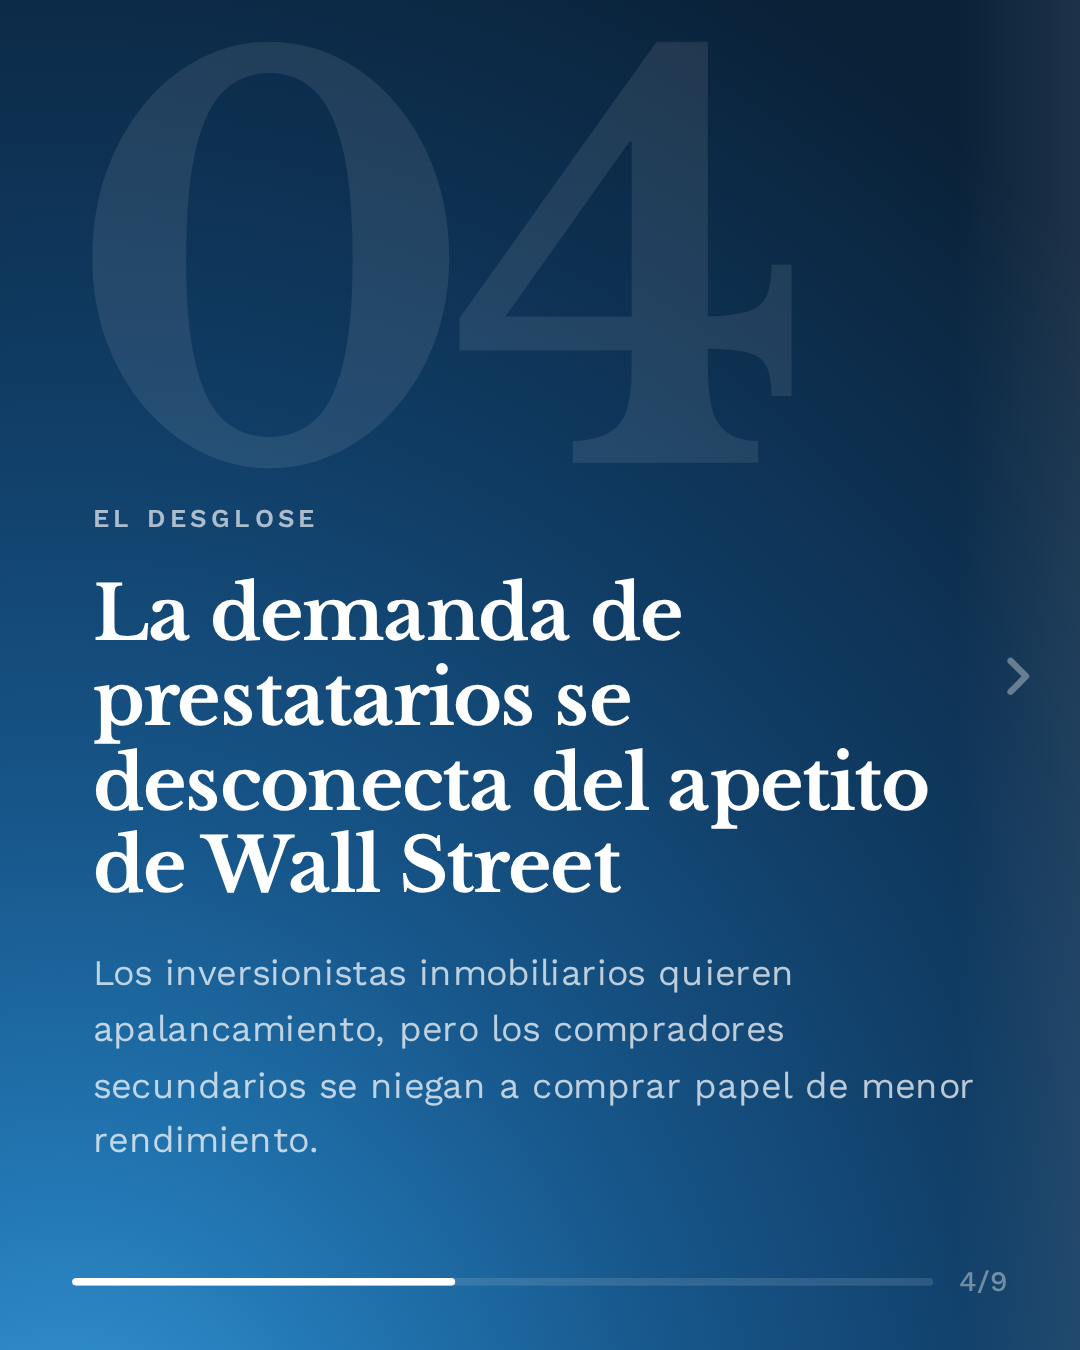 04
EL DESGLOSE
La demanda de
prestatarios se
desconecta del apetito
de Wall Street
Los inversionistas inmobiliarios quieren
apalancamiento, pero los compradores
secundarios se niegan a comprar papel de menor
rendimiento.
4/9